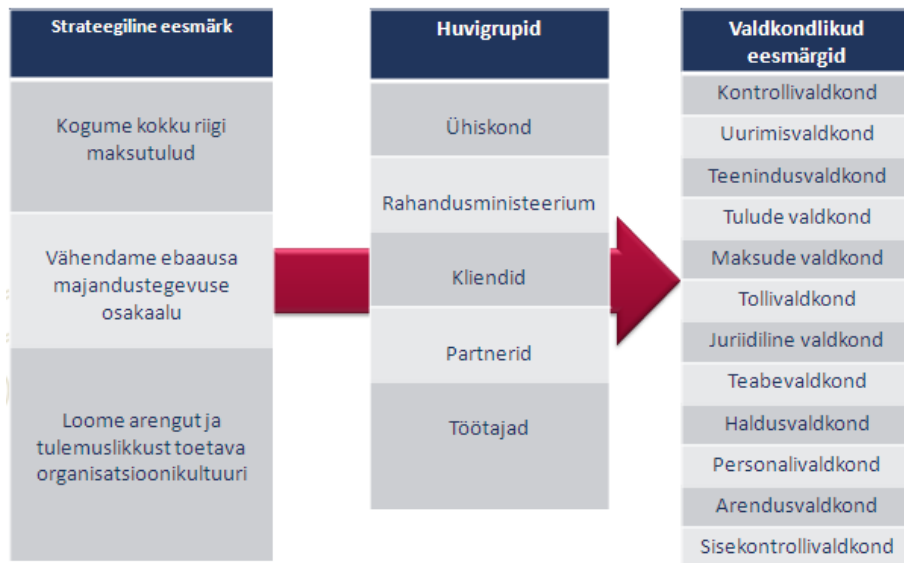 Strateegiline eesmärk
Kogume kokku riigi
maksutulud
Vähendame ebaausa
majandustegevuse
osakaalu
Loome arengut ja
tulemuslikkust toetava
organisatsioonikultuuri
Huvigrupid
Ühiskond
Rahandusministeerium
Kliendid
Partnerid
Töötajad
Valdkondlikud
eesmärgid
Kontrollivaldkond
Uurimisvaldkond
Teenindusvaldkond
Tulude valdkond
Maksude valdkond
Tollivaldkond
Juriidiline valdkond
Teabevaldkond
Haldusvaldkond
Personalivaldkond
Arendusvaldkond
Sisekontrollivaldkond